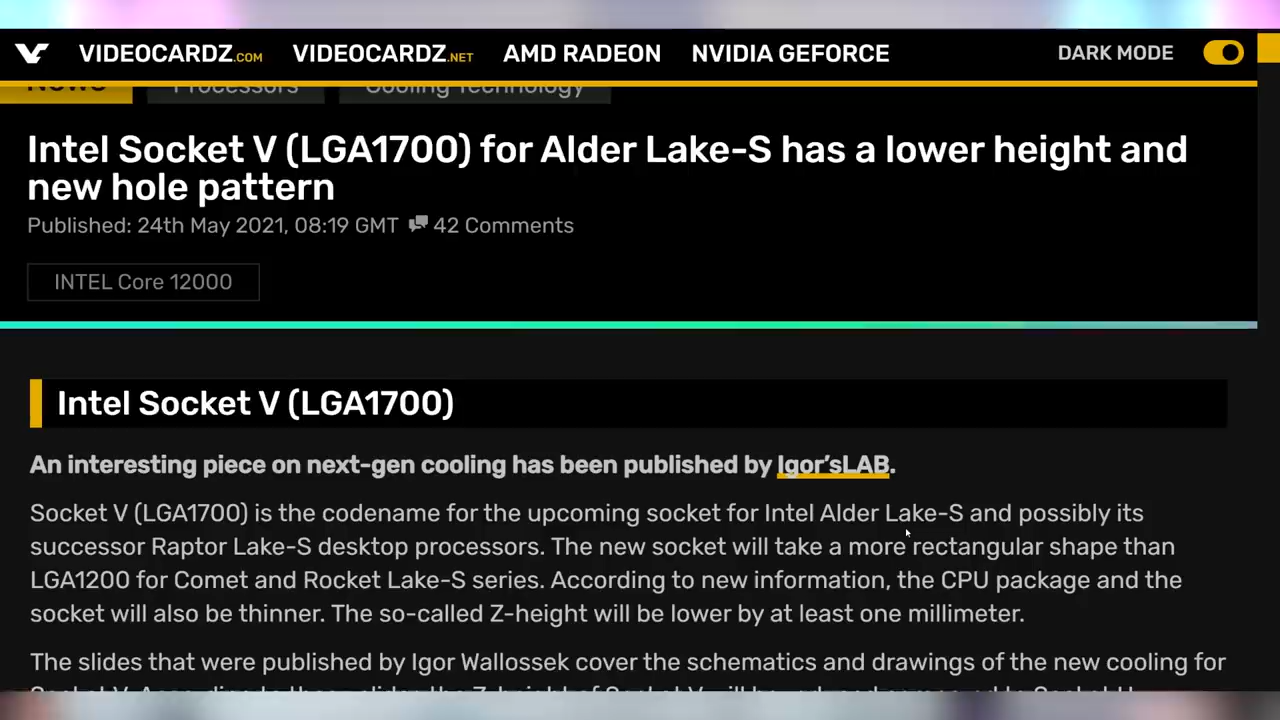 VIDEOCARDZ.COM VIDEOCARDZ.NET AMD RADEON NVIDIA GEFORCE DARK MODE
News Processors Cooling Technology
Intel Socket V (LGA1700) for Alder Lake-S has a lower height and
new hole pattern
Published: 24th May 2021, 08:19 GMT 42 Comments
INTEL Core 12000
Intel Socket V (LGA1700)
An interesting piece on next-gen cooling has been published by Igor'sLAB.
Socket V (LGA1700) is the codename for the upcoming socket for Intel Alder Lake-S and possibly its
successor Raptor Lake-S desktop processors. The new socket will take a more rectangular shape than
LGA1200 for Comet and Rocket Lake-S series. According to new information, the CPU package and the
socket will also be thinner. The so-called Z-height will be lower by at least one millimeter.
The slides that were published by Igor Wallossek cover the schematics and drawings of the new cooling for